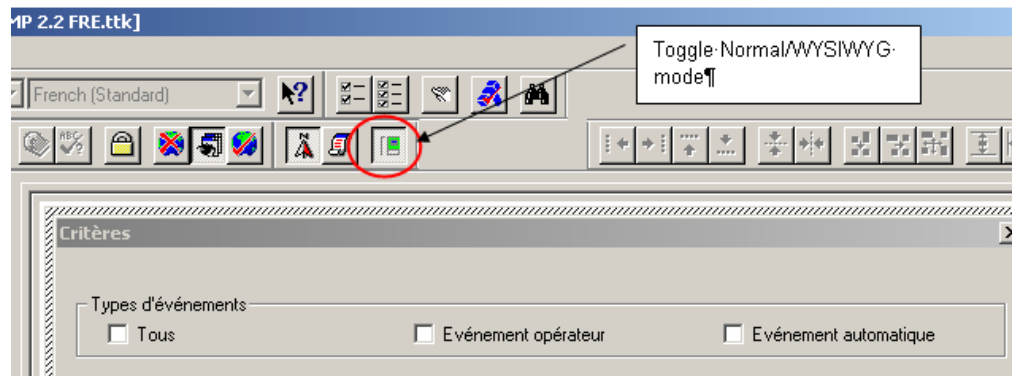 MP 2.2 FRE.ttk]
Toggle·Normal/WYSIWYG·
mode¶
French (Standard)
ABC
Critères
Types d'événements
Tous
Evénement opérateur
Evénement automatique